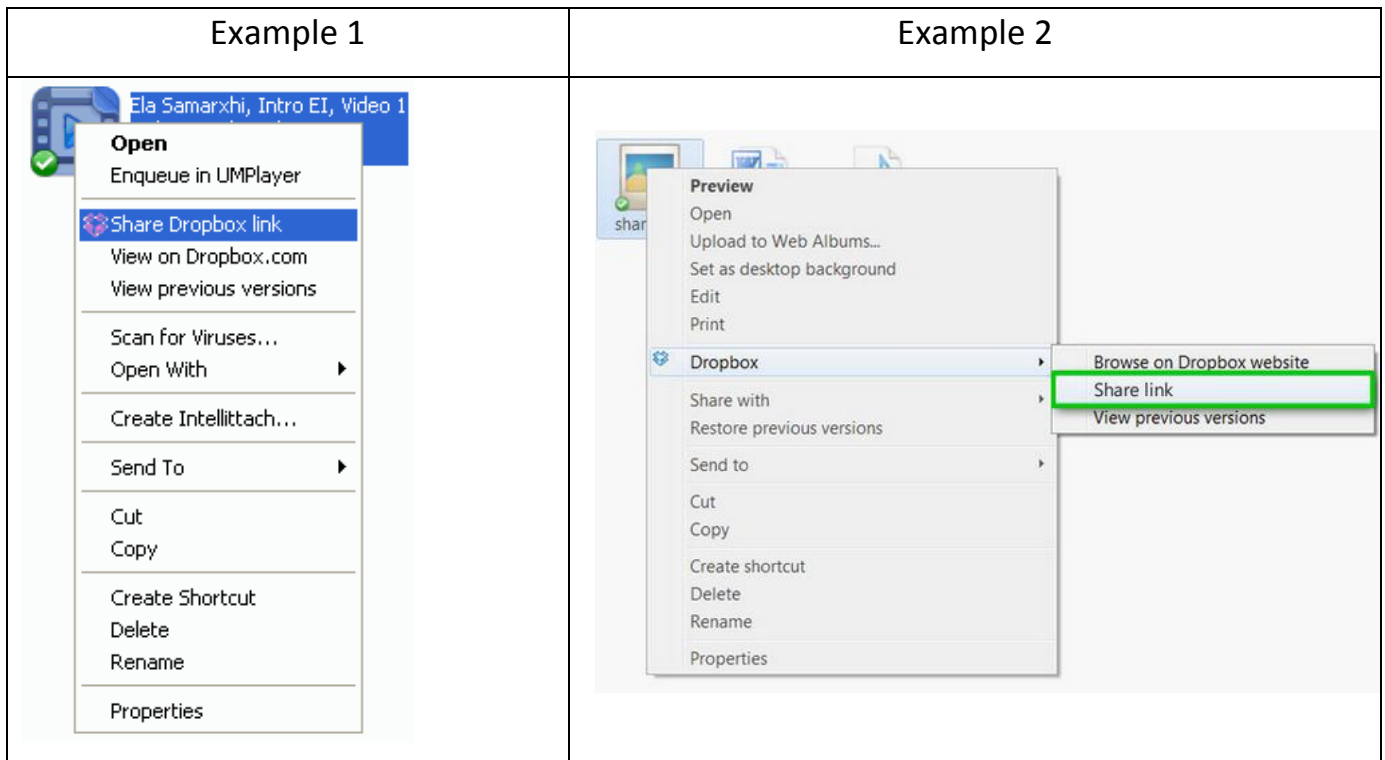 Example 1
Example 2
Ela Samarxhi, Intro EI, Video 1
Open
Enqueue in UMPlayer
Share Dropbox link
View on Dropbox.com
View previous versions
Scan for Viruses...
Open With
Create Intellittach...
Send To
Cut
Copy
Create Shortcut
Delete
Rename
Properties
shar
Preview
Open
Upload to Web Albums...
Set as desktop background
Edit
Print
Dropbox
Share with
Restore previous versions
Send to
Cut
Copy
Create shortcut
Delete
Rename
Properties
Browse on Dropbox website
Share link
View previous versions